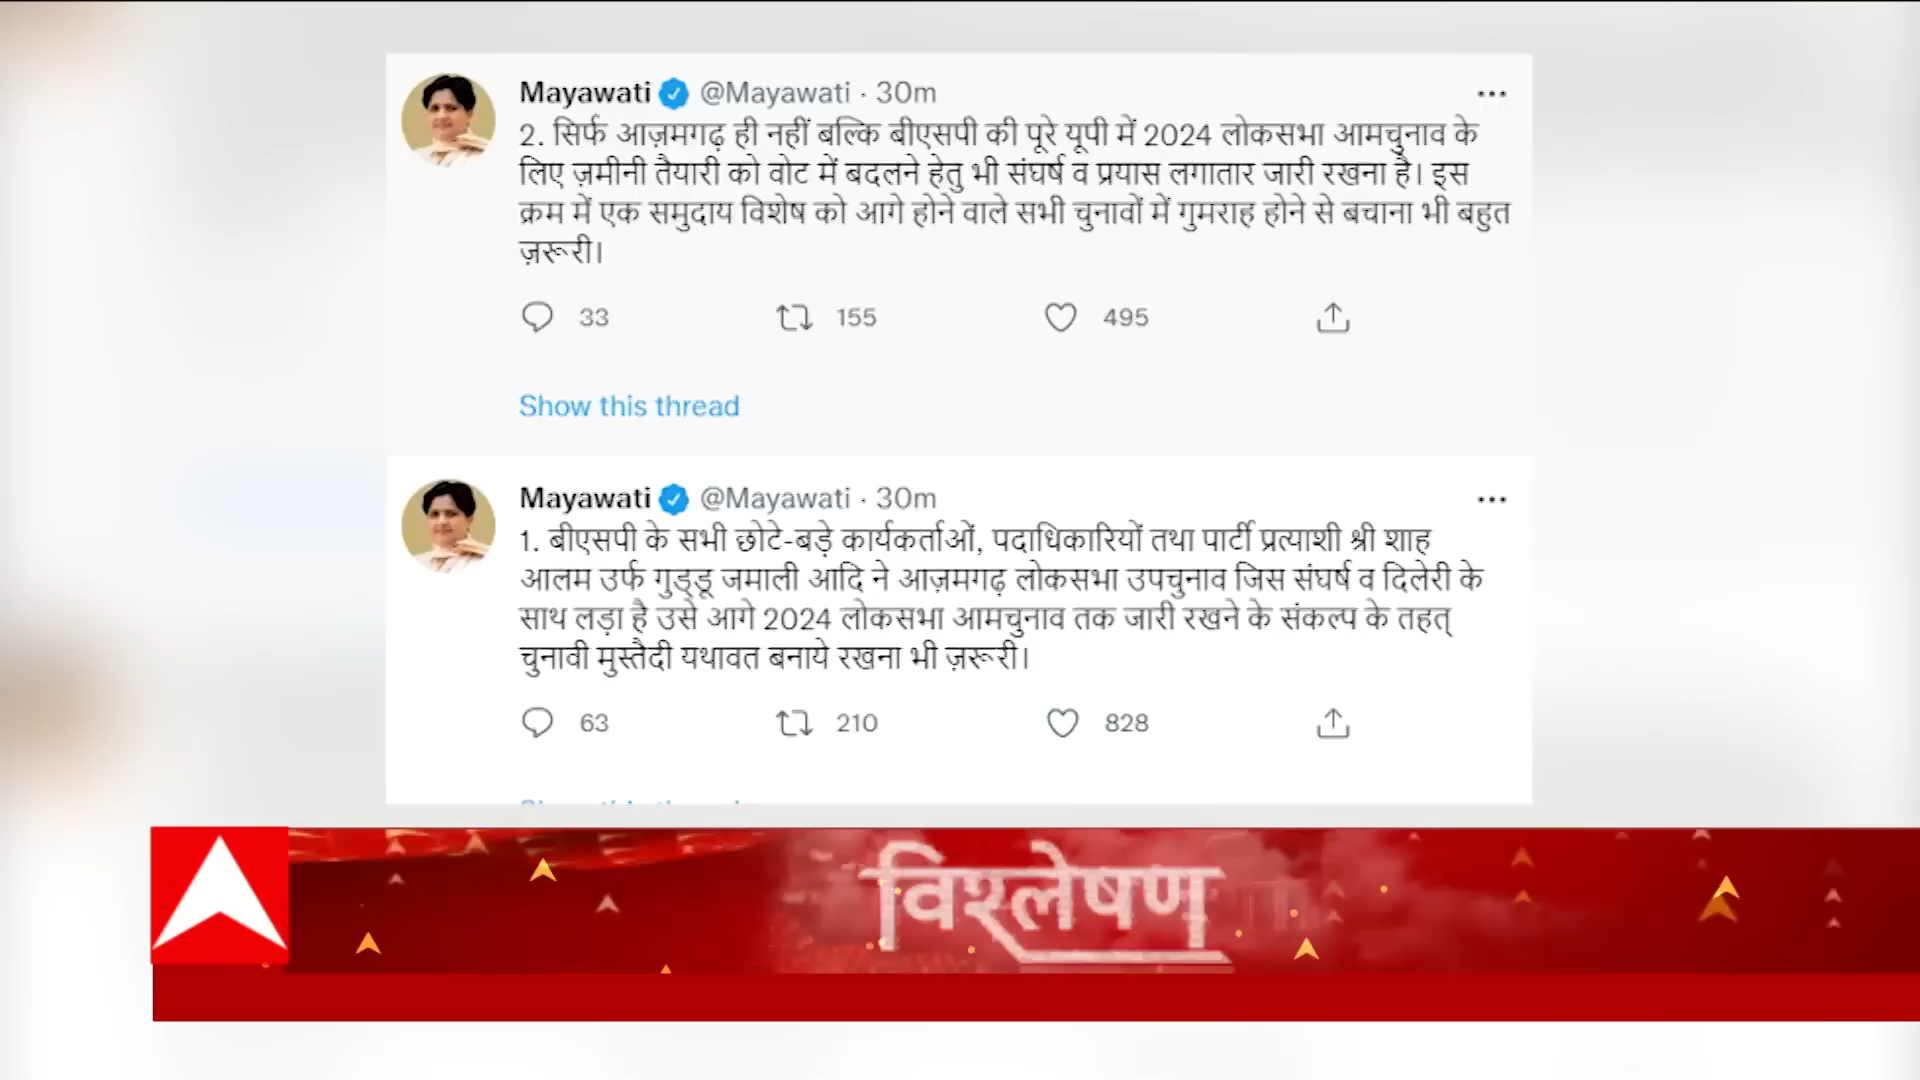 Mayawati @Mayawati · 30m
2. सिर्फ आज़मगढ़ ही नहीं बल्कि बीएसपी की पूरे यूपी में 2024 लोकसभा आमचुनाव के
लिए ज़मीनी तैयारी को वोट में बदलने हेतु भी संघर्ष व प्रयास लगातार जारी रखना है। इस
क्रम में एक समुदाय विशेष को आगे होने वाले सभी चुनावों में गुमराह होने से बचाना भी बहुत
ज़रूरी।
33 155 495
Show this thread
Mayawati @Mayawati · 30m
1. बीएसपी के सभी छोटे-बड़े कार्यकर्ताओं, पदाधिकारियों तथा पार्टी प्रत्याशी श्री शाह
आलम उर्फ गुड्डू जमाली आदि ने आज़मगढ़ लोकसभा उपचुनाव जिस संघर्ष व दिलेरी के
साथ लड़ा है उसे आगे 2024 लोकसभा आमचुनाव तक जारी रखने के संकल्प के तहत्
चुनावी मुस्तैदी यथावत बनाये रखना भी ज़रूरी।
63 210 828
विश्लेषण